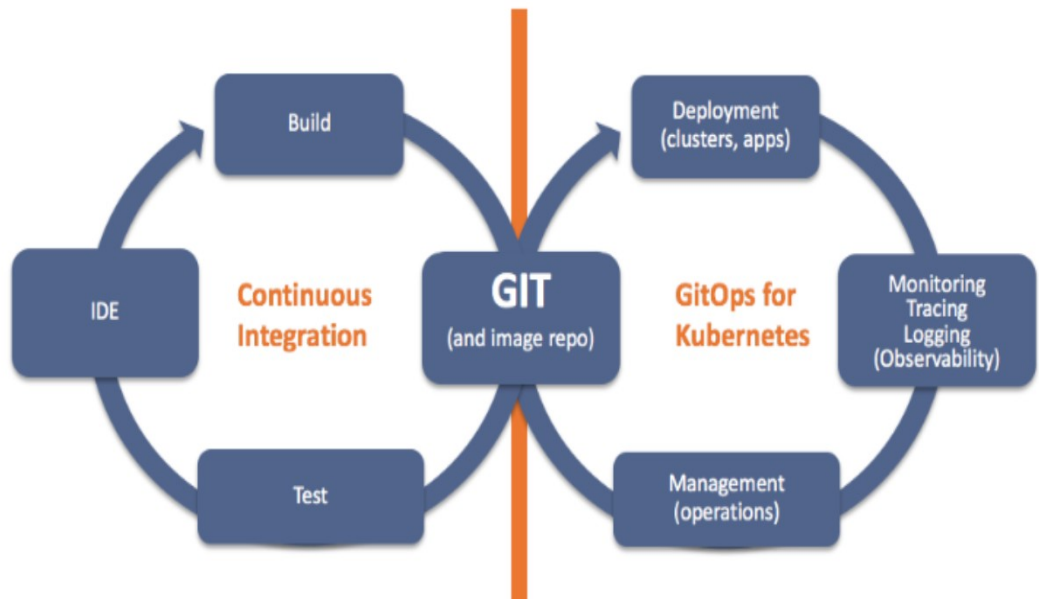 Build
Deployment
(clusters, apps)
IDE
Continuous
Integration
GIT
(and image repo)
GitOps for
Kubernetes
Monitoring
Tracing
Logging
(Observability)
Test
Management
(operations)